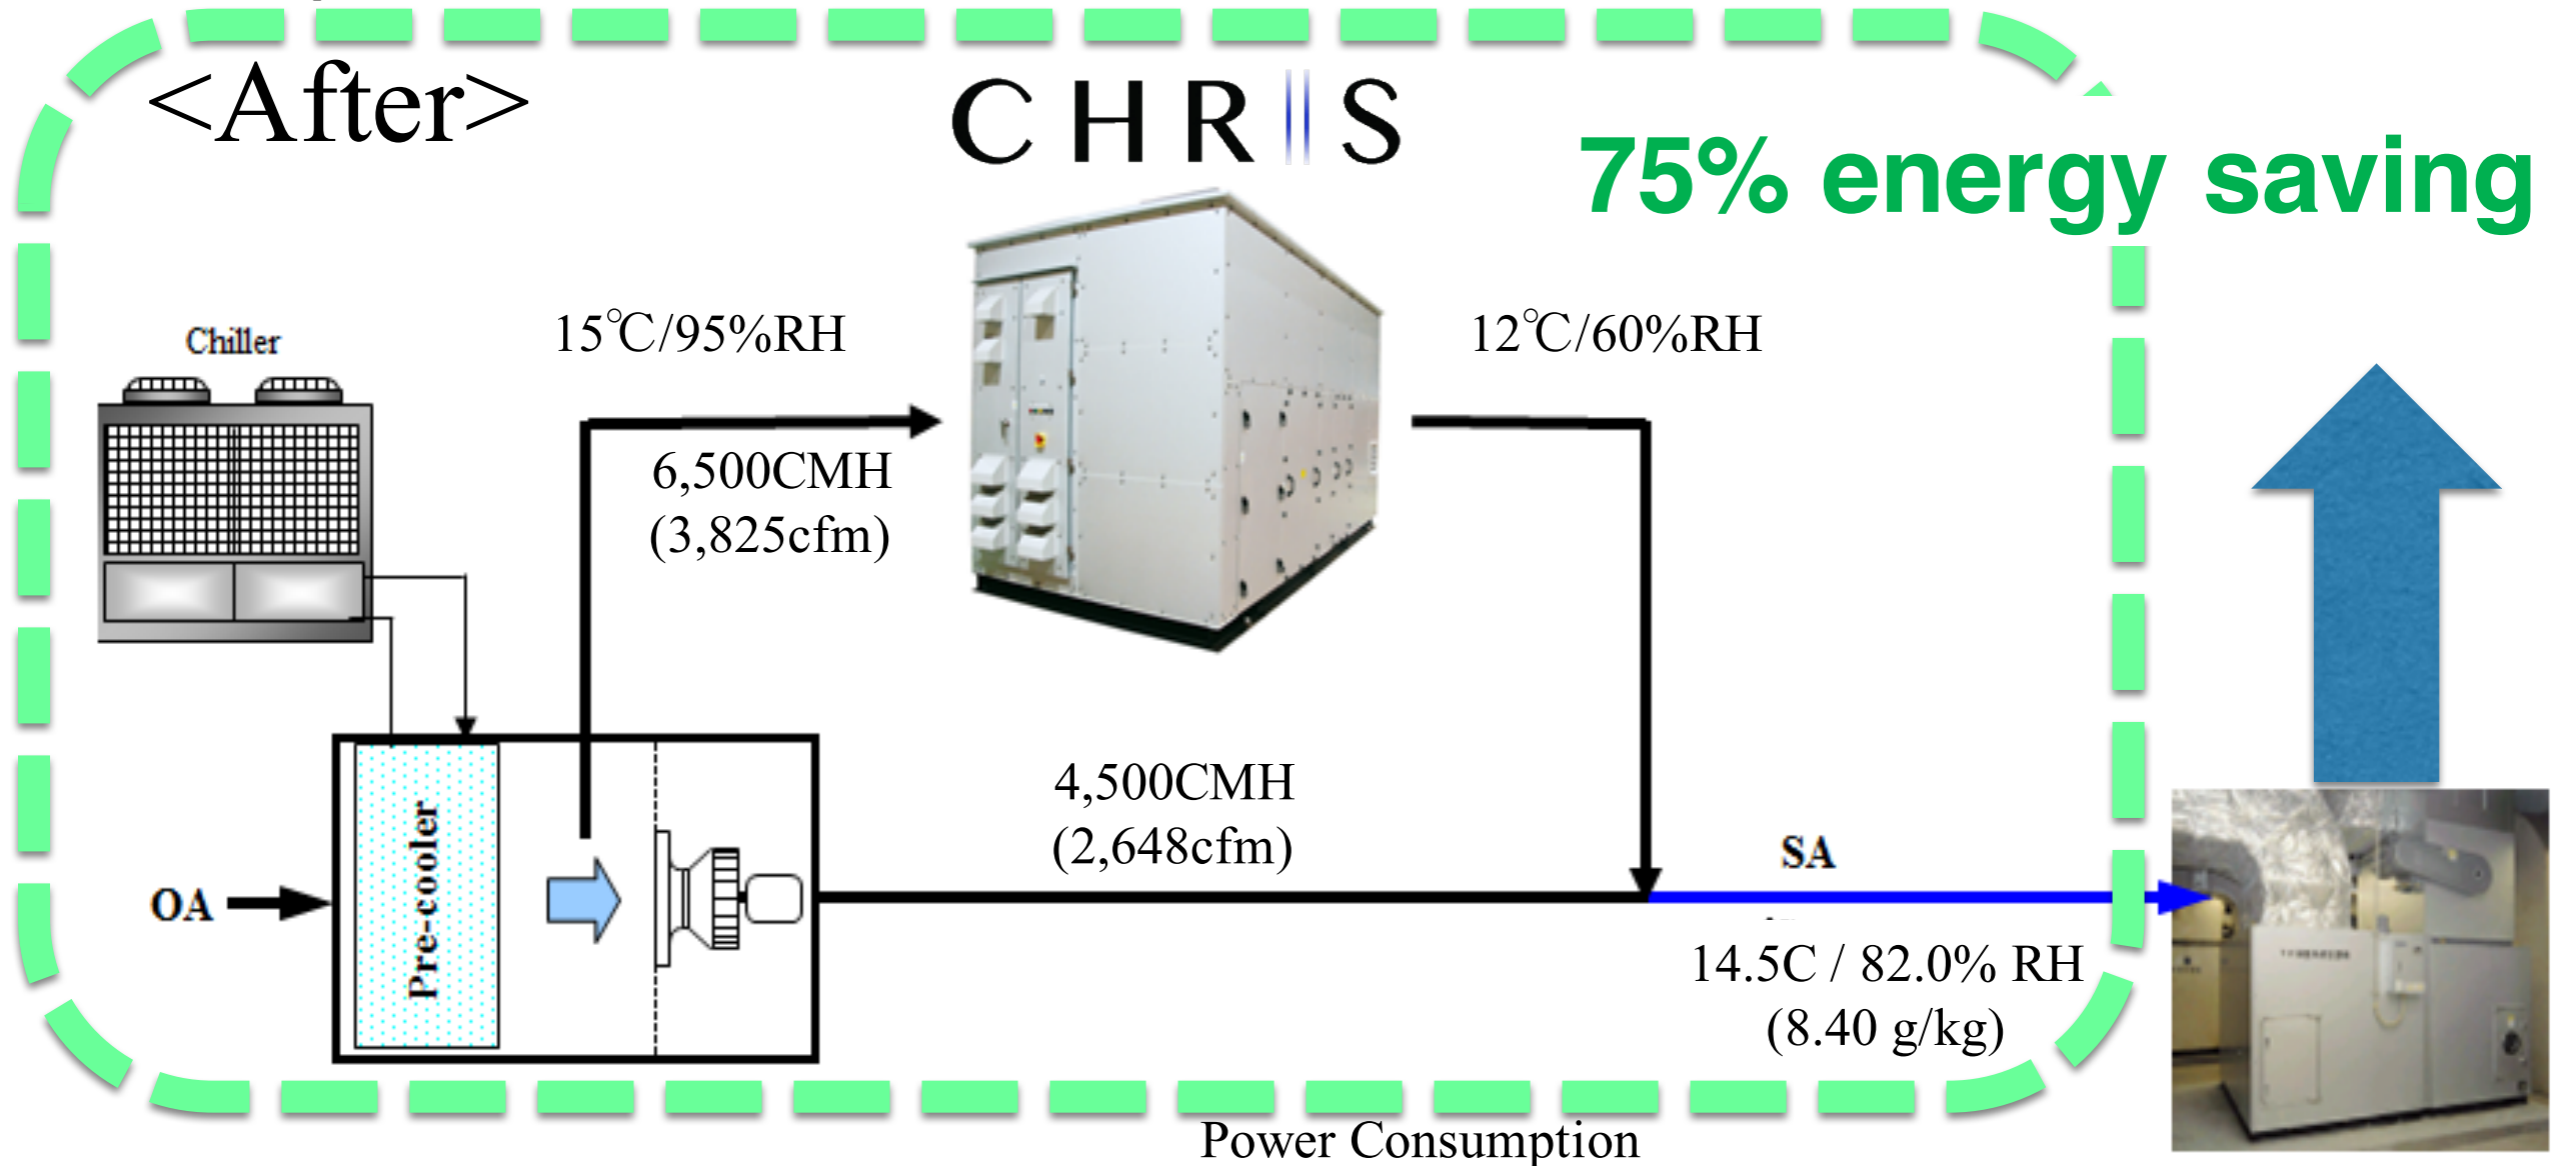 <After>
CHRIIS
75% energy saving
Chiller
15℃/95%RH
12℃/60%RH
6,500CMH
(3,825cfm)
Pre-cooler
4,500CMH
(2,648cfm)
OA
SA
14.5C / 82.0% RH
(8.40 g/kg)
Power Consumption